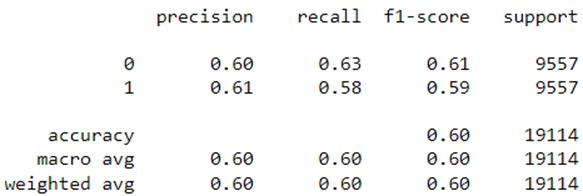 precision recall f1-score support
0 0.60 0.63 0.61 9557
1 0.61 0.58 0.59 9557
accuracy 0.60 19114
macro avg 0.60 0.60 0.60 19114
weighted avg 0.60 0.60 0.60 19114